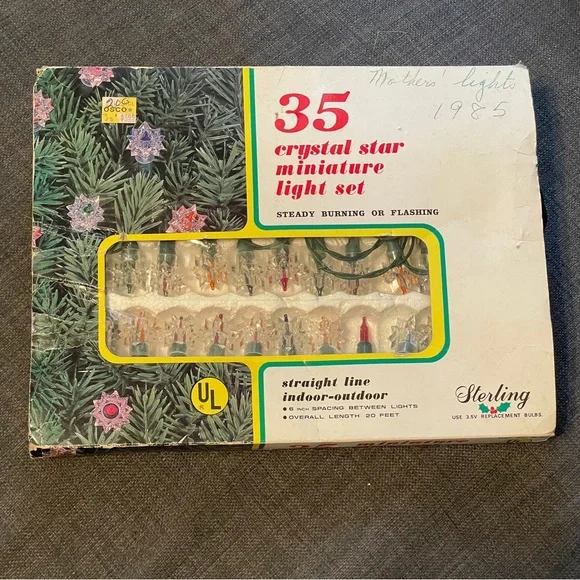 Mothers' lights
1985
OSCO
35
crystal star
miniature
light set
STEADY BURNING OR FLASHING
straight line
indoor-outdoor
• 6 INCH SPACING BETWEEN LIGHTS
• OVERALL LENGTH 20 FEET
UL
®
Sterling
USE 3.5V REPLACEMENT BULBS.